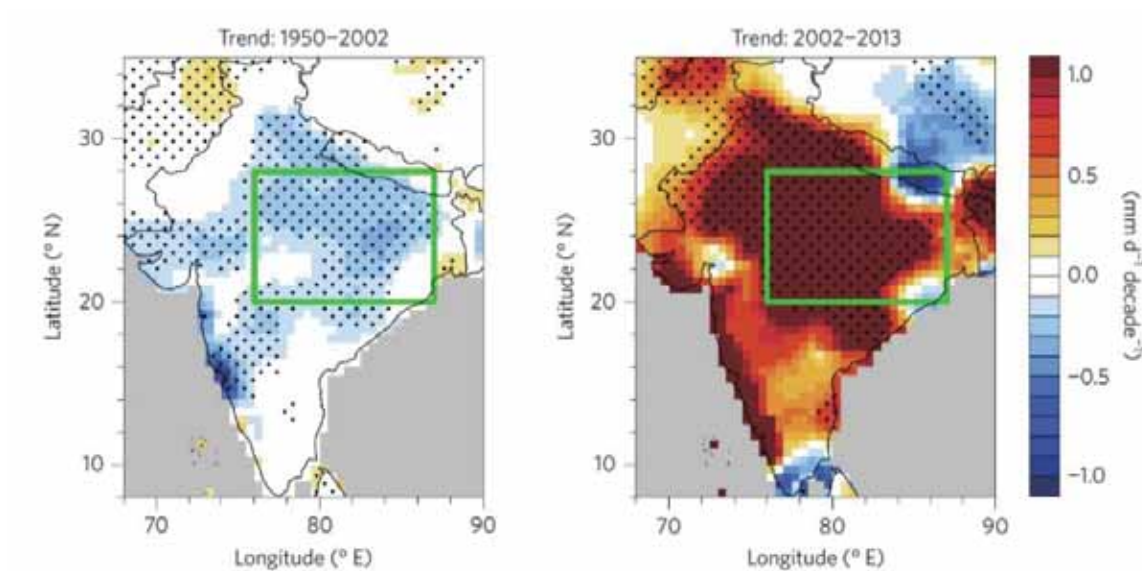 Trend: 1950–2002
Trend: 2002–2013
30
20
10
Latitude (° N)
70
80
90
Longitude (° E)
30
20
10
Latitude (° N)
70
80
90
Longitude (° E)
1.0
0.5
0.0
−0.5
−1.0
(mm d⁻¹ decade⁻¹)